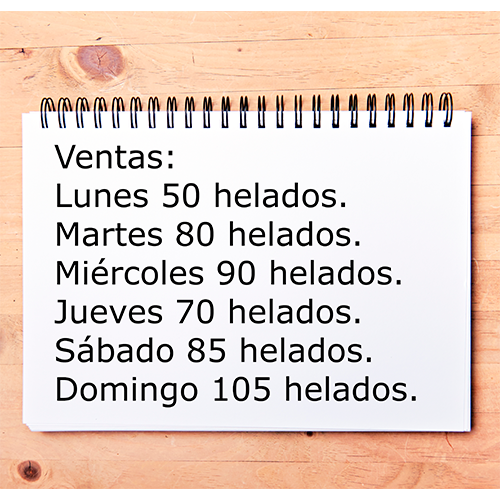 Ventas:
Lunes 50 helados.
Martes 80 helados.
Miércoles 90 helados.
Jueves 70 helados.
Sábado 85 helados.
Domingo 105 helados.